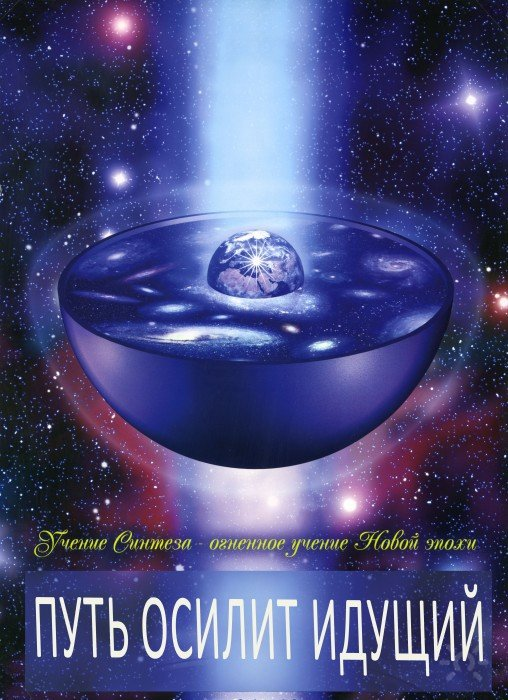 Учение Синтеза - огненное учение Новой эпохи
ПУТЬ ОСИЛИТ ИДУЩИЙ